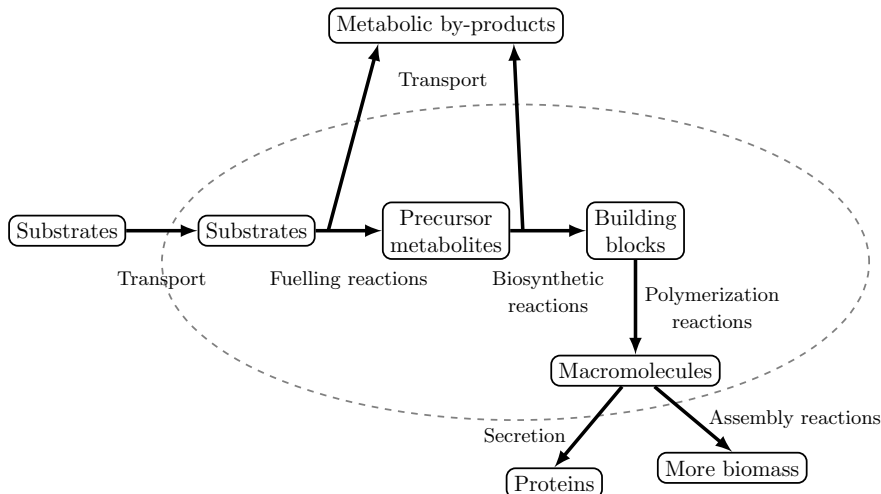 Metabolic by-products
Transport
Substrates
Substrates
Precursor
metabolites
Building
blocks
Transport
Fuelling reactions
Biosynthetic
reactions
Polymerization
reactions
Macromolecules
Assembly reactions
Secretion
More biomass
Proteins